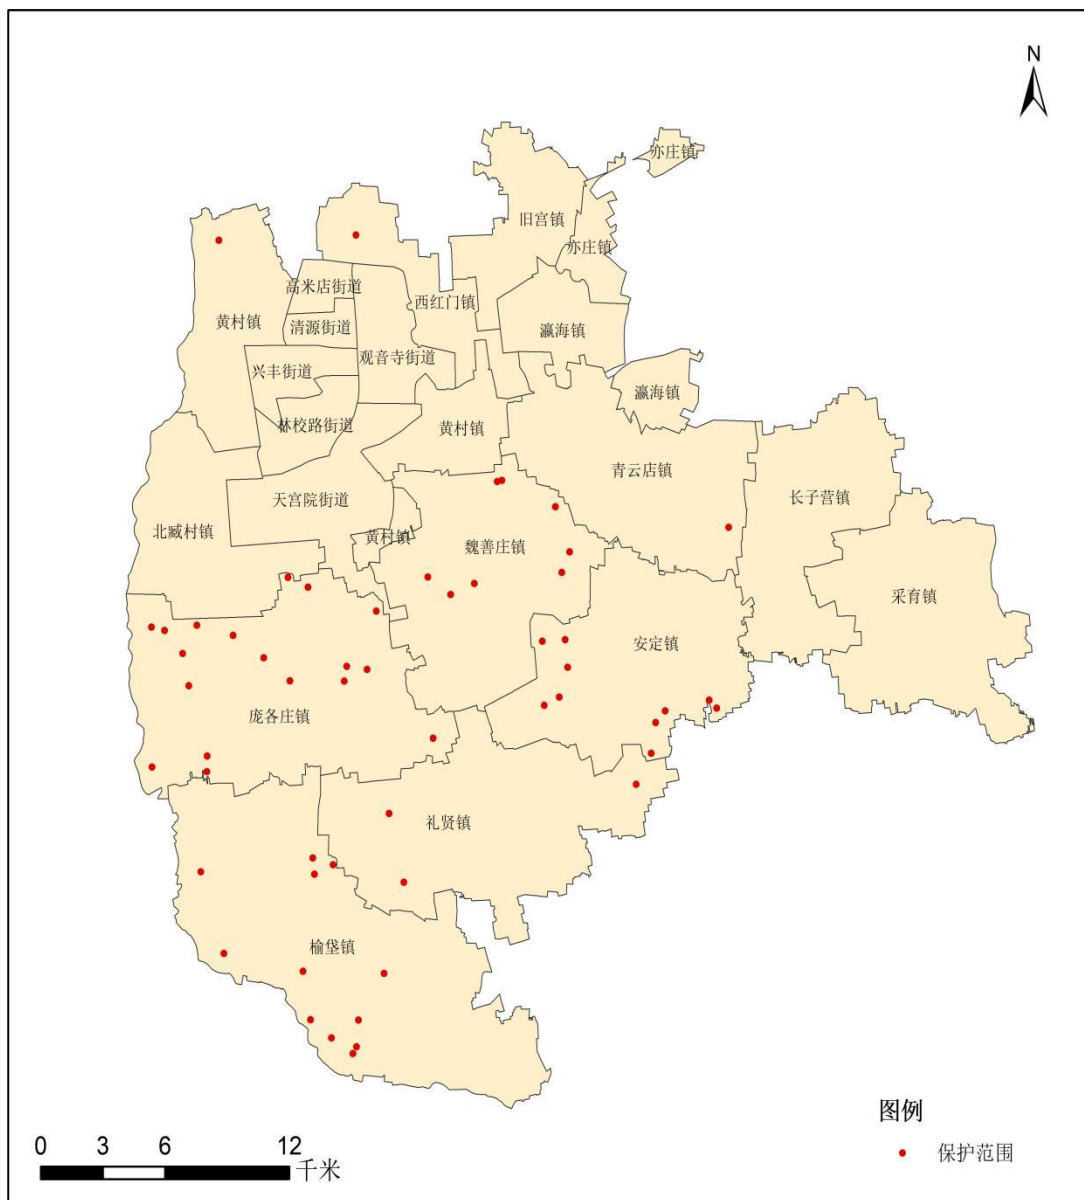 N
亦庄镇
旧宫镇
亦庄镇
高米店街道
西红门镇
黄村镇
清源街道
瀛海镇
观音寺街道
兴丰街道
瀛海镇
林校路街道
黄村镇
青云店镇
天宫院街道
长子营镇
北臧村镇
黄村镇
魏善庄镇
采育镇
安定镇
庞各庄镇
礼贤镇
榆垡镇
图例
保护范围
0 3 6 12
千米